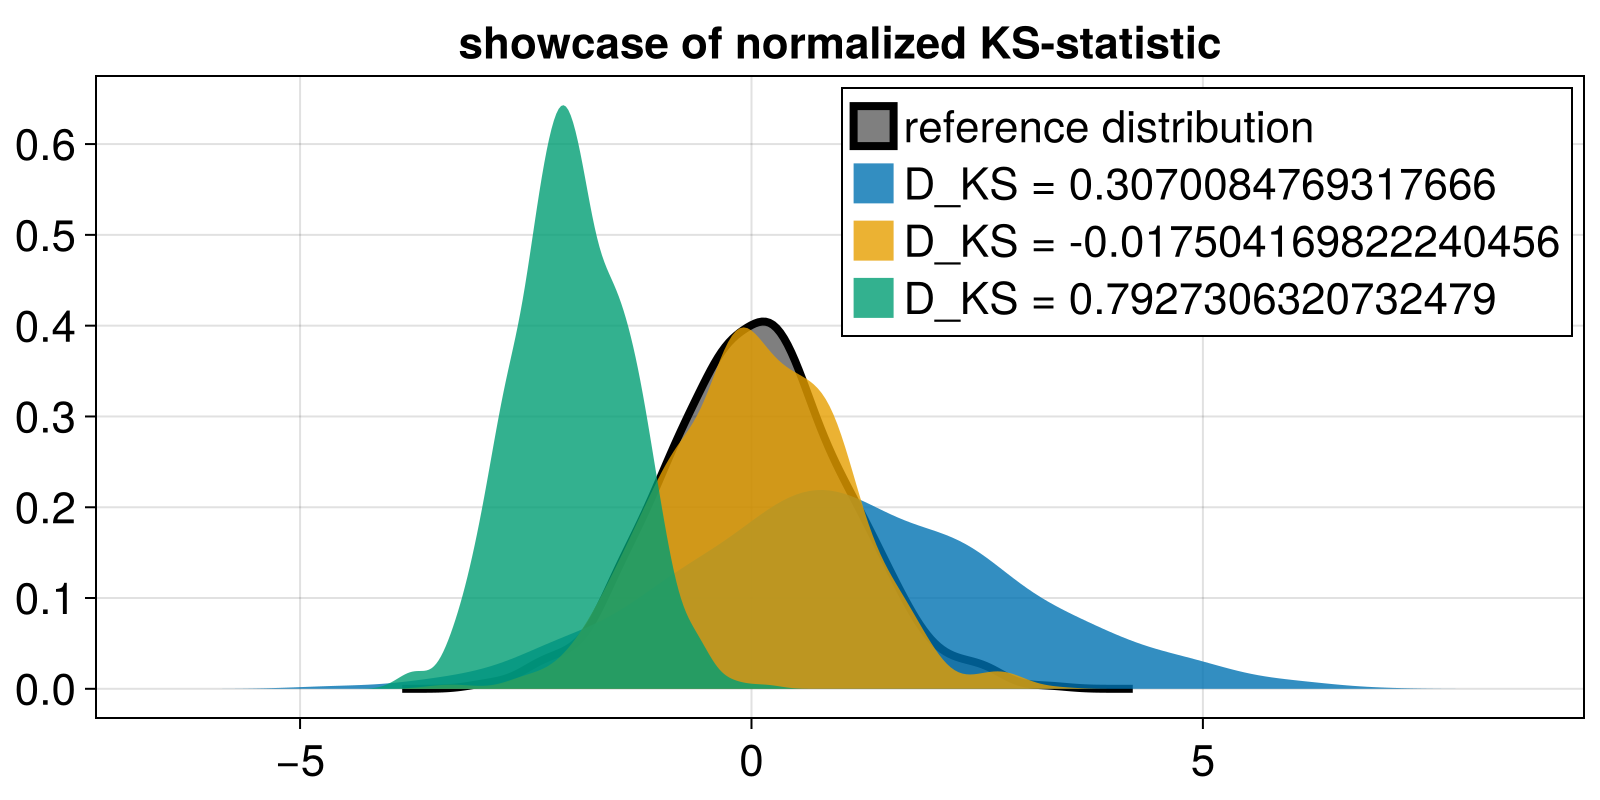 showcase of normalized KS-statistic
reference distribution
D_KS = 0.3070084769317666
D_KS = -0.017504169822240456
D_KS = 0.7927306320732479
0.6
0.5
0.4
0.3
0.2
0.1
0.0
−5
0
5